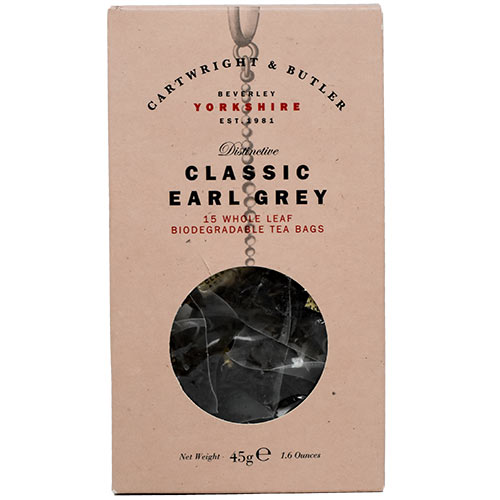 CARTWRIGHT & BUTLER
BEVERLEY
YORKSHIRE
EST. 1981
Distinctive
CLASSIC
EARL GREY
15 WHOLE LEAF
BIODEGRADABLE TEA BAGS
Net Weight - 45g ℮ 1.6 Ounces